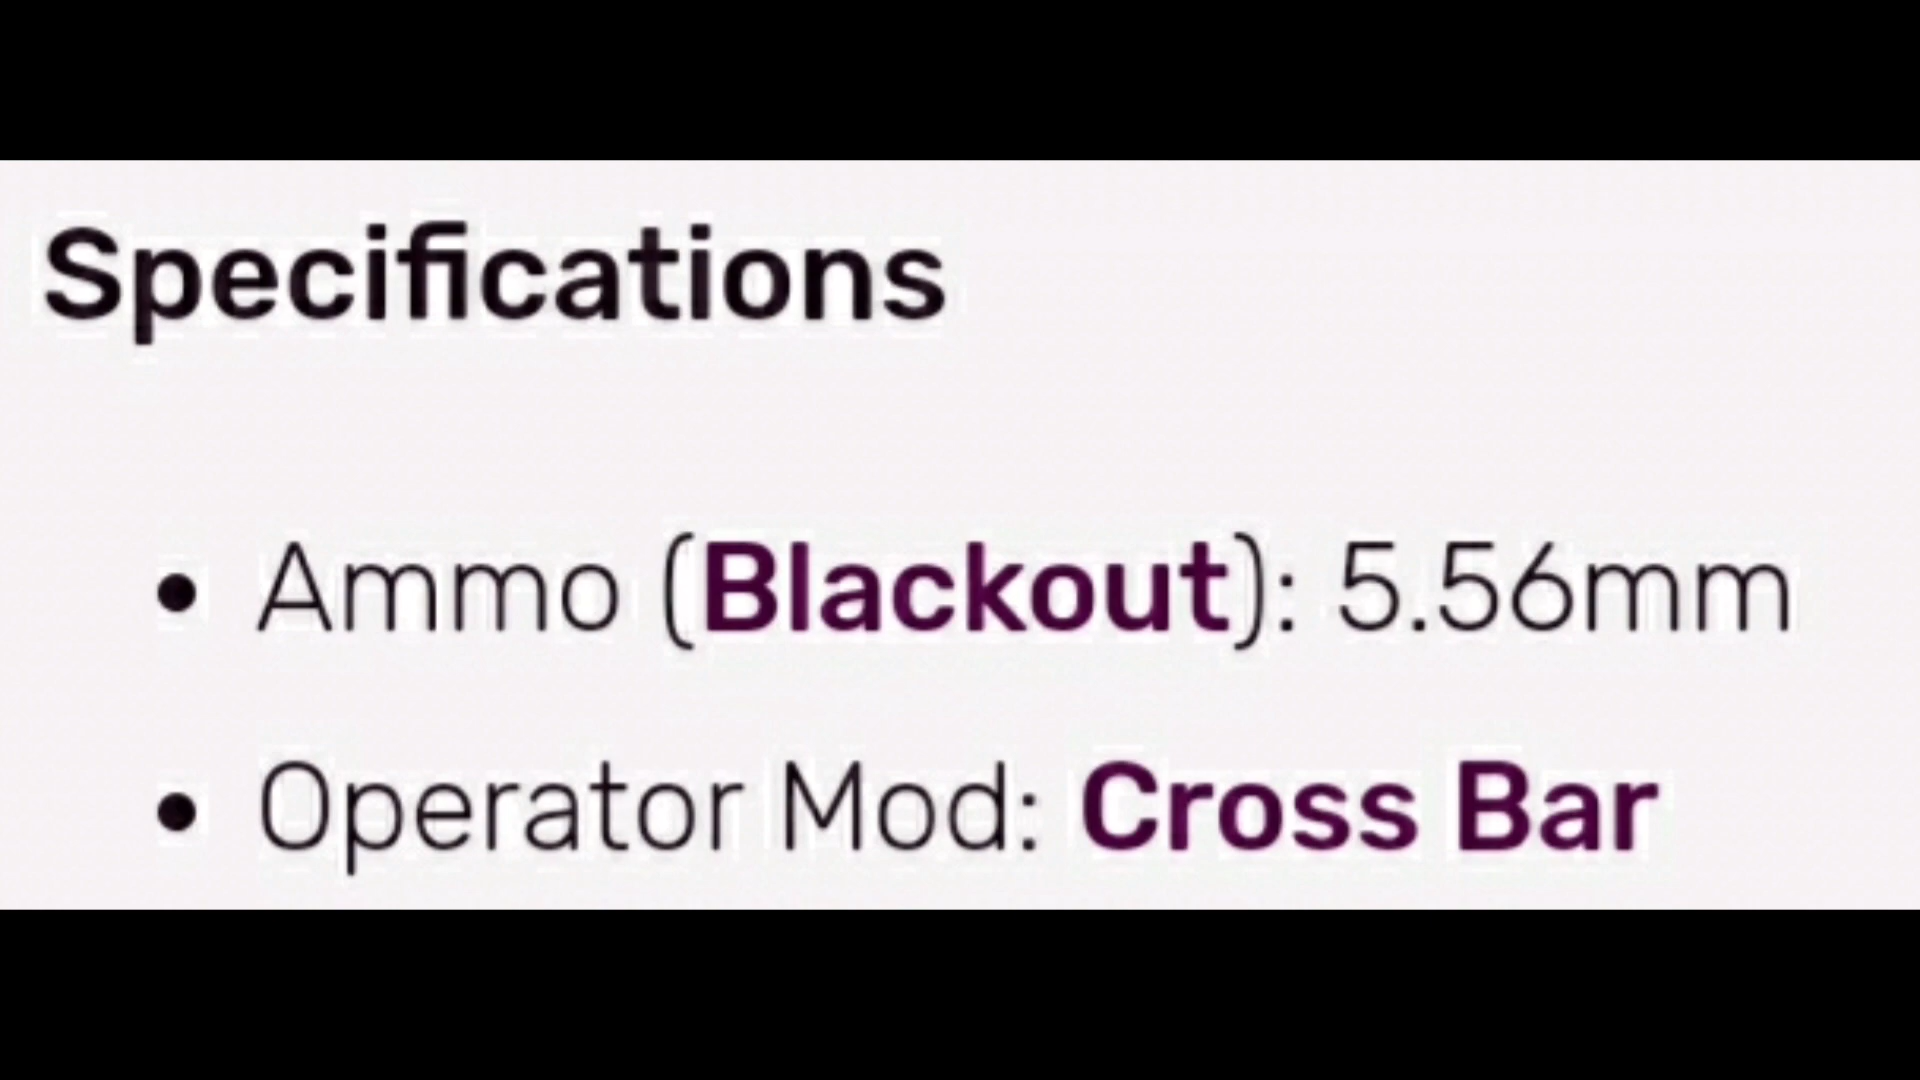 Specifications
• Ammo (Blackout): 5.56mm
• Operator Mod: Cross Bar